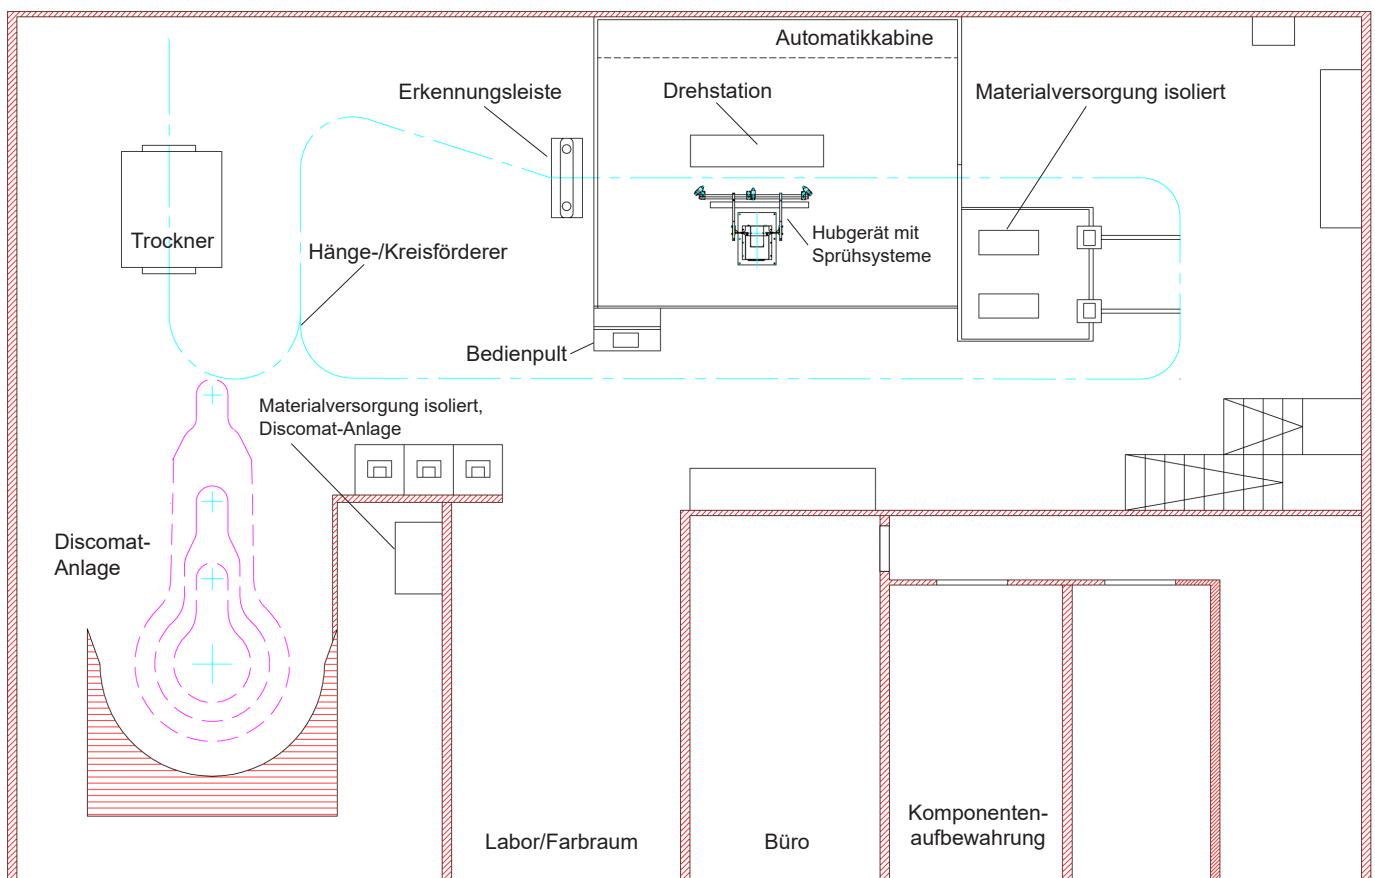 Automatikkabine
Erkennungsleiste
Drehstation
Materialversorgung isoliert
Trockner
Hänge-/Kreisförderer
Hubgerät mit
Sprühsysteme
Bedienpult
Materialversorgung isoliert,
Discomat-Anlage
Discomat-
Anlage
Labor/Farbraum
Büro
Komponenten-
aufbewahrung